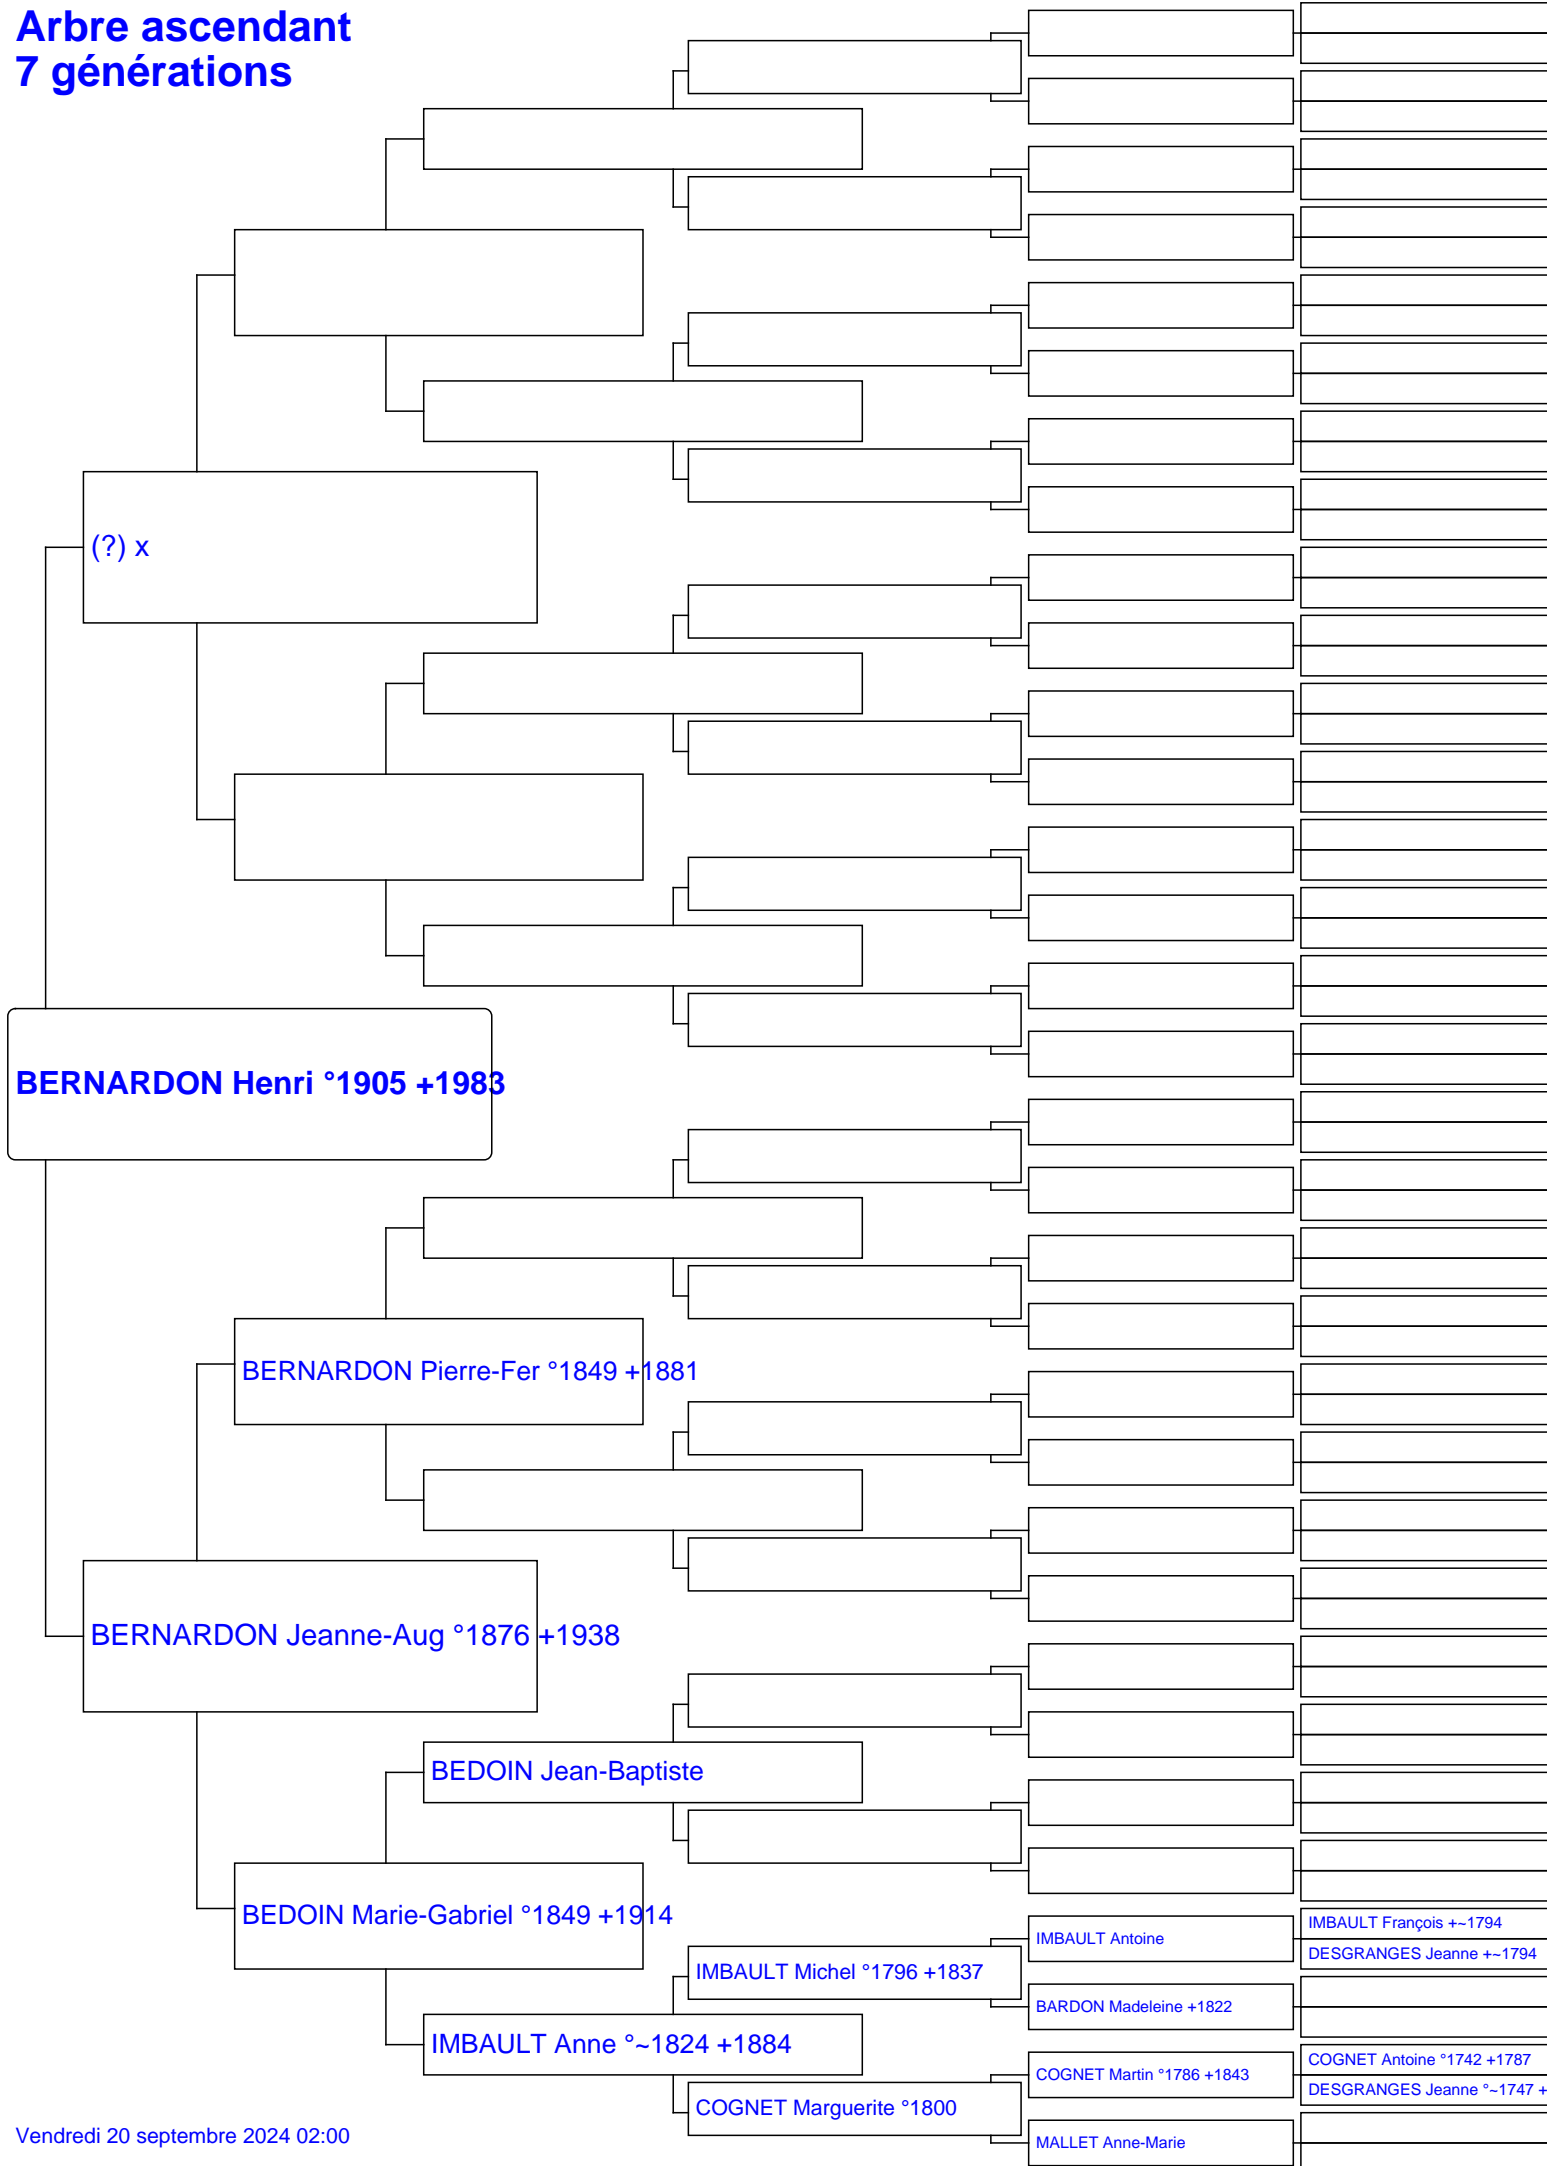 Arbre ascendant
7 générations
(?) x
BERNARDON Henri °1905 +1983
BERNARDON Pierre-Fer °1849 +1881
BERNARDON Jeanne-Aug °1876 +1938
BEDOIN Jean-Baptiste
BEDOIN Marie-Gabriel °1849 +1914
IMBAULT François +~1794
IMBAULT Antoine
DESGRANGES Jeanne +~1794
IMBAULT Michel °1796 +1837
BARDON Madeleine +1822
IMBAULT Anne °~1824 +1884
COGNET Antoine °1742 +1787
COGNET Martin °1786 +1843
DESGRANGES Jeanne °~1747 +
COGNET Marguerite °1800
MALLET Anne-Marie
Vendredi 20 septembre 2024 02:00